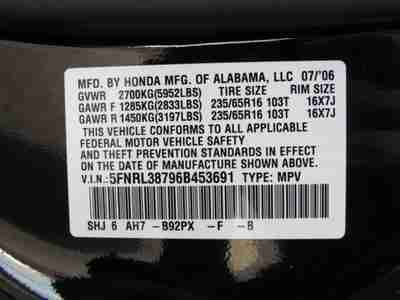 MFD. BY HONDA MFG. OF ALABAMA, LLC 07/'06
GVWR 2700KG(5952LBS) TIRE SIZE RIM SIZE
GAWR F 1285KG(2833LBS) 235/65R16 103T 16X7J
GAWR R 1450KG(3197LBS) 235/65R16 103T 16X7J
THIS VEHICLE CONFORMS TO ALL APPLICABLE
FEDERAL MOTOR VEHICLE SAFETY STANDARDS
IN EFFECT ON THE DATE OF MANUFACTURE
SHOWN ABOVE.
V.I.N.:5FNRL38796B453691 TYPE: MPV
SHJ 6 AH7 -B92PX -F -B